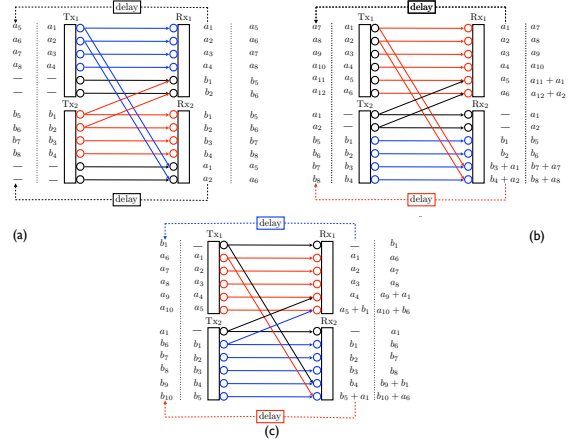 delay
Tx₁ Rx₁
a₅ a₁ a₁ a₅
a₆ a₂ a₂ a₆
a₇ a₃ a₃ a₇
a₈ a₄ a₄ a₈
— — b₁ b₅
— — b₂ b₆
Tx₂ Rx₂
b₅ b₁ b₁ b₅
b₆ b₂ b₂ b₆
b₇ b₃ b₃ b₇
b₈ b₄ b₄ b₈
— — a₁ a₅
— — a₂ a₆
delay
(a)
delay
Tx₁ Rx₁
a₇ a₁ a₁ a₇
a₈ a₂ a₂ a₈
a₉ a₃ a₃ a₉
a₁₀ a₄ a₄ a₁₀
a₁₁ a₅ a₅ a₁₁ + a₁
a₁₂ a₆ a₆ a₁₂ + a₂
Tx₂ Rx₂
a₁ — — a₁
a₂ — — a₂
b₅ b₁ b₁ b₅
b₆ b₂ b₂ b₆
b₇ b₃ b₃ + a₁ b₇ + a₇
b₈ b₄ b₄ + a₂ b₈ + a₈
delay
(b)
delay
Tx₁ Rx₁
b₁ — — b₁
a₆ a₁ a₁ a₆
a₇ a₂ a₂ a₇
a₈ a₃ a₃ a₈
a₉ a₄ a₄ a₉ + a₁
a₁₀ a₅ a₅ + b₁ a₁₀ + b₆
Tx₂ Rx₂
a₁ — — a₁
b₆ b₁ b₁ b₆
b₇ b₂ b₂ b₇
b₈ b₃ b₃ b₈
b₉ b₄ b₄ b₉ + b₁
b₁₀ b₅ b₅ + a₁ b₁₀ + a₆
delay
(c)